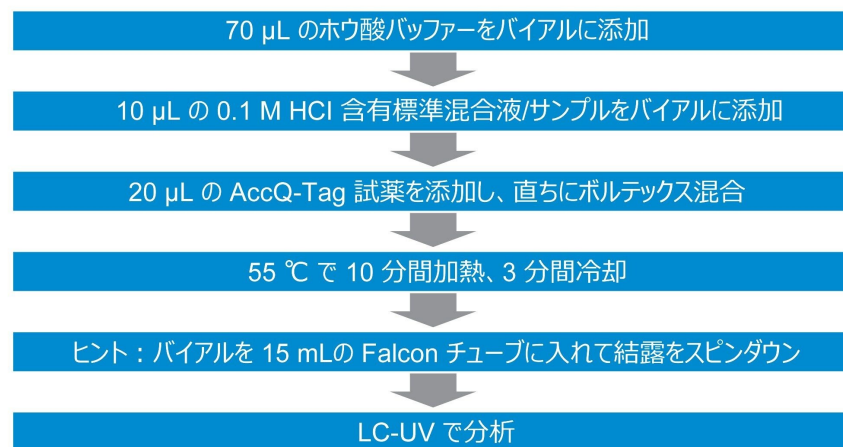 70 µL のホウ酸バッファーをバイアルに添加
10 µL の 0.1 M HCl 含有標準混合液/サンプルをバイアルに添加
20 µL の AccQ-Tag 試薬を添加し、直ちにボルテックス混合
55 ℃ で 10 分間加熱、3 分間冷却
ヒント：バイアルを 15 mLの Falcon チューブに入れて結露をスピンダウン
LC-UV で分析